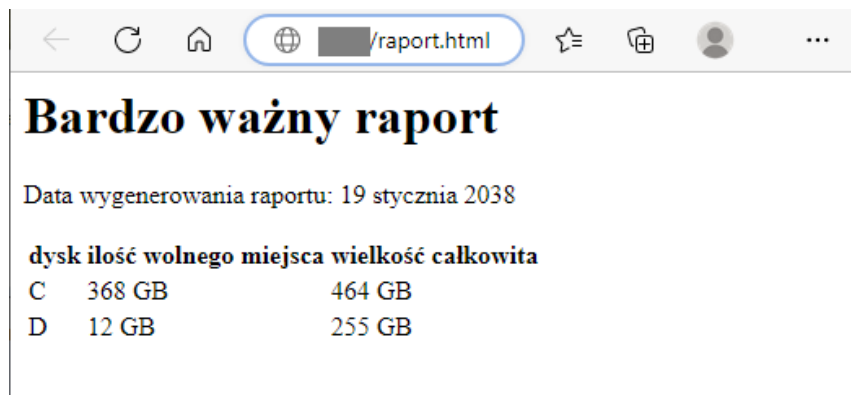 /raport.html
Bardzo ważny raport
Data wygenerowania raportu: 19 stycznia 2038
dysk ilość wolnego miejsca wielkość całkowita
C 368 GB 464 GB
D 12 GB 255 GB